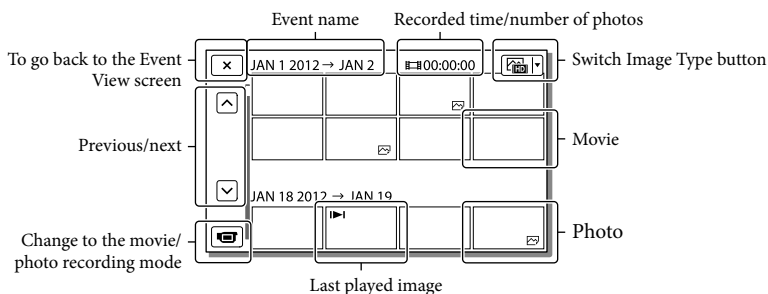 Event name
Recorded time/number of photos
To go back to the Event
View screen
JAN 1 2012 → JAN 2
00:00:00
HD
Switch Image Type button
Previous/next
Movie
JAN 18 2012 → JAN 19
Change to the movie/
photo recording mode
Photo
Last played image